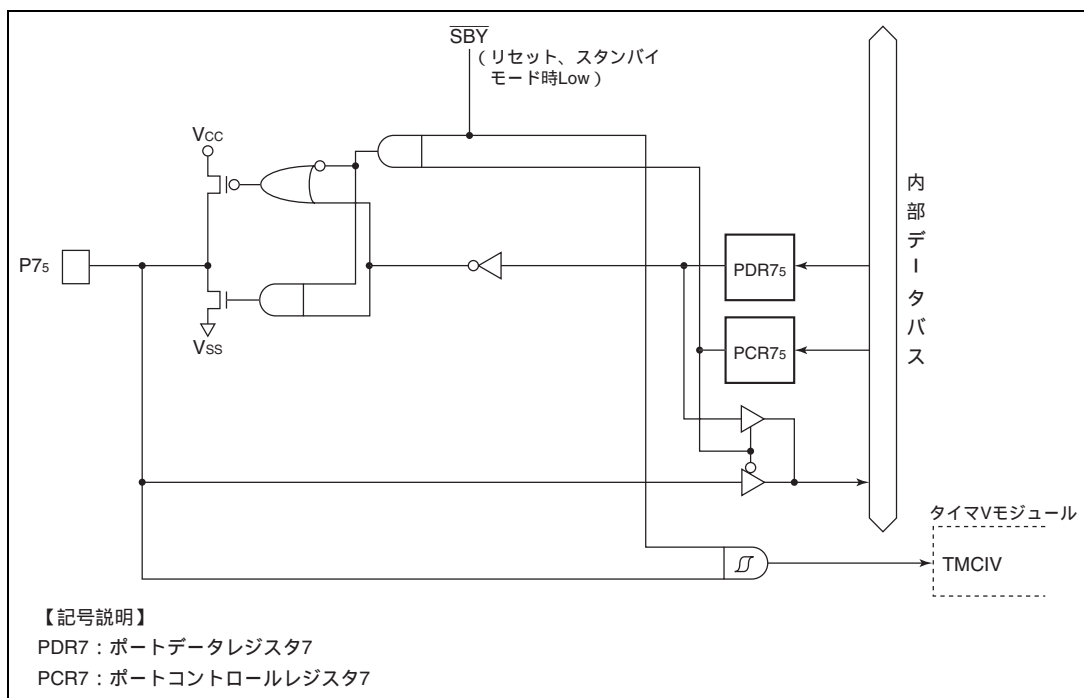 SBY
（リセット、スタンバイ
モード時Low）
VCC
P75
VSS
PDR75
PCR75
内部データバス
タイマVモジュール
TMCIV
【記号説明】
PDR7：ポートデータレジスタ7
PCR7：ポートコントロールレジスタ7